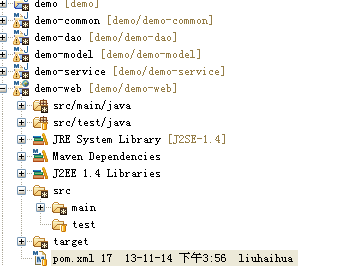 demo [demo]
demo-common [demo/demo-common]
demo-dao [demo/demo-dao]
demo-model [demo/demo-model]
demo-service [demo/demo-service]
demo-web [demo/demo-web]
src/main/java
src/test/java
JRE System Library [J2SE-1.4]
Maven Dependencies
J2EE 1.4 Libraries
src
main
test
target
pom.xml 17 13-11-14 下午3:56 liuhaihua